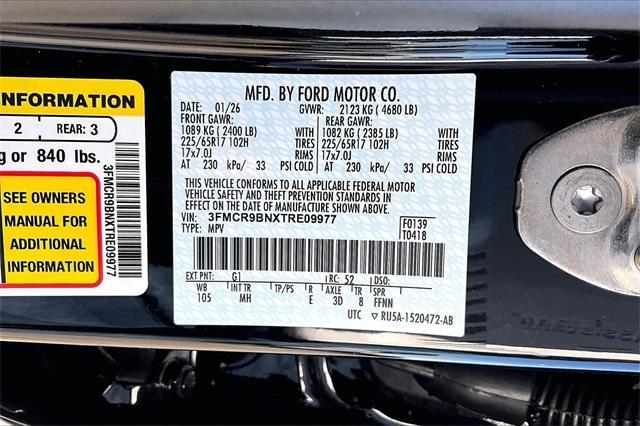 INFORMATION
2 REAR: 3
or 840 lbs.
SEE OWNERS
MANUAL FOR
ADDITIONAL
INFORMATION
3FMCR9BNXTRE09977
MFD. BY FORD MOTOR CO.
DATE: 01/26 GVWR: 2123 KG ( 4680 LB)
FRONT GAWR: REAR GAWR:
1089 KG ( 2400 LB) WITH 1082 KG ( 2385 LB) WITH
225/65R17 102H TIRES 225/65R17 102H TIRES
17x7.0J RIMS 17x7.0J RIMS
AT 230 kPa/ 33 PSI COLD AT 230 kPa/ 33 PSI COLD
THIS VEHICLE CONFORMS TO ALL APPLICABLE FEDERAL MOTOR
VEHICLE SAFETY AND THEFT PREVENTION STANDARDS IN
EFFECT ON THE DATE OF MANUFACTURE SHOWN ABOVE.
VIN: 3FMCR9BNXTRE09977 F0139
TYPE: MPV T0418
EXT PNT: G1 RC: 52 DSO:
WB INT TR TP/PS R AXLE TR SPR
105 MH E 3D 8 FFNN
UTC RU5A-1520472-AB